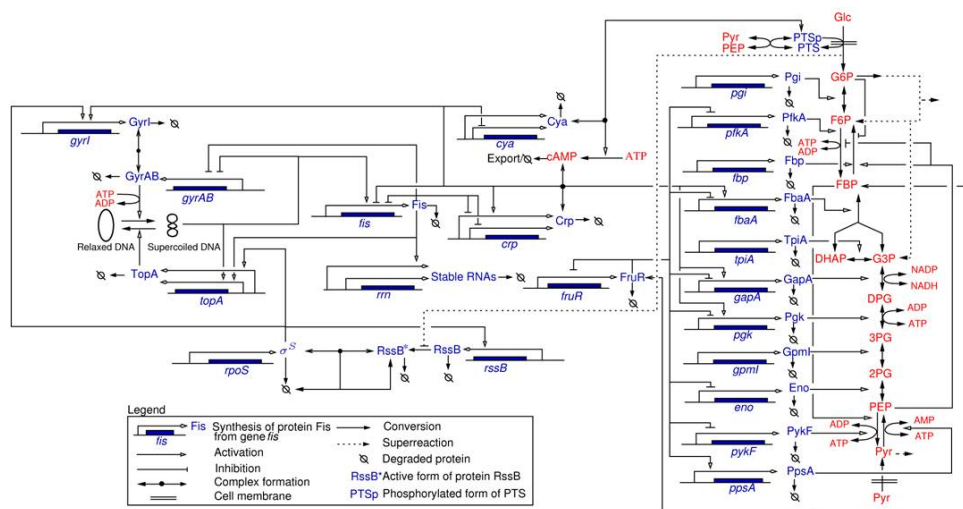 Glc
Pyr
PEP
PTSp
PTS
Pgi
G6P
pgi
GyrI
gyrI
Cya
cya
PfkA
F6P
pfkA
ATP
ADP
Export/
cAMP
ATP
Fbp
fbp
FBP
GyrAB
gyrAB
ATP
ADP
Fis
fis
Crp
crp
FbaA
fbaA
Relaxed DNA
Supercoiled DNA
TpiA
tpiA
DHAP
G3P
TopA
topA
Stable RNAs
rrn
FruR
fruR
GapA
gapA
NADP
NADH
DPG
Pgk
pgk
ADP
ATP
3PG
σS
rpoS
RssB*
RssB
rssB
GpmI
gpmI
2PG
Eno
eno
PEP
ADP
ATP
AMP
ATP
PykF
pykF
Pyr
PpsA
ppsA
Pyr
Legend
Fis
fis
Synthesis of protein Fis
from gene fis
Activation
Inhibition
Complex formation
Cell membrane
Conversion
Superreaction
Degraded protein
RssB* Active form of protein RssB
PTSp Phosphorylated form of PTS